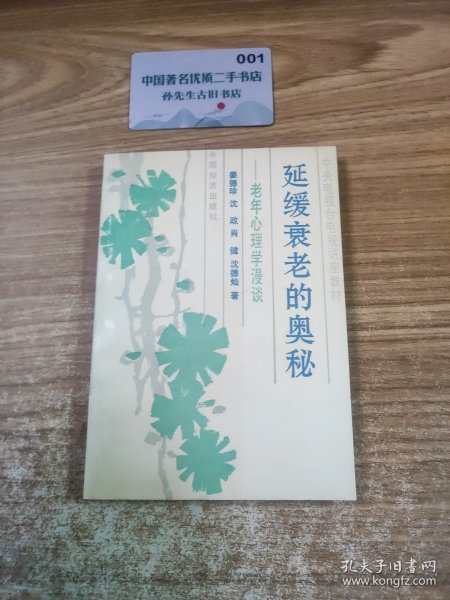 001
中国著名优质二手书店
孙先生古旧书店
中央电视台电视讲座教材
延缓衰老的奥秘
——老年心理学漫谈
姜德珍 沈 政 肖 健 沈德灿 著
中国经济出版社
孔夫子旧书网
www.kongfz.com